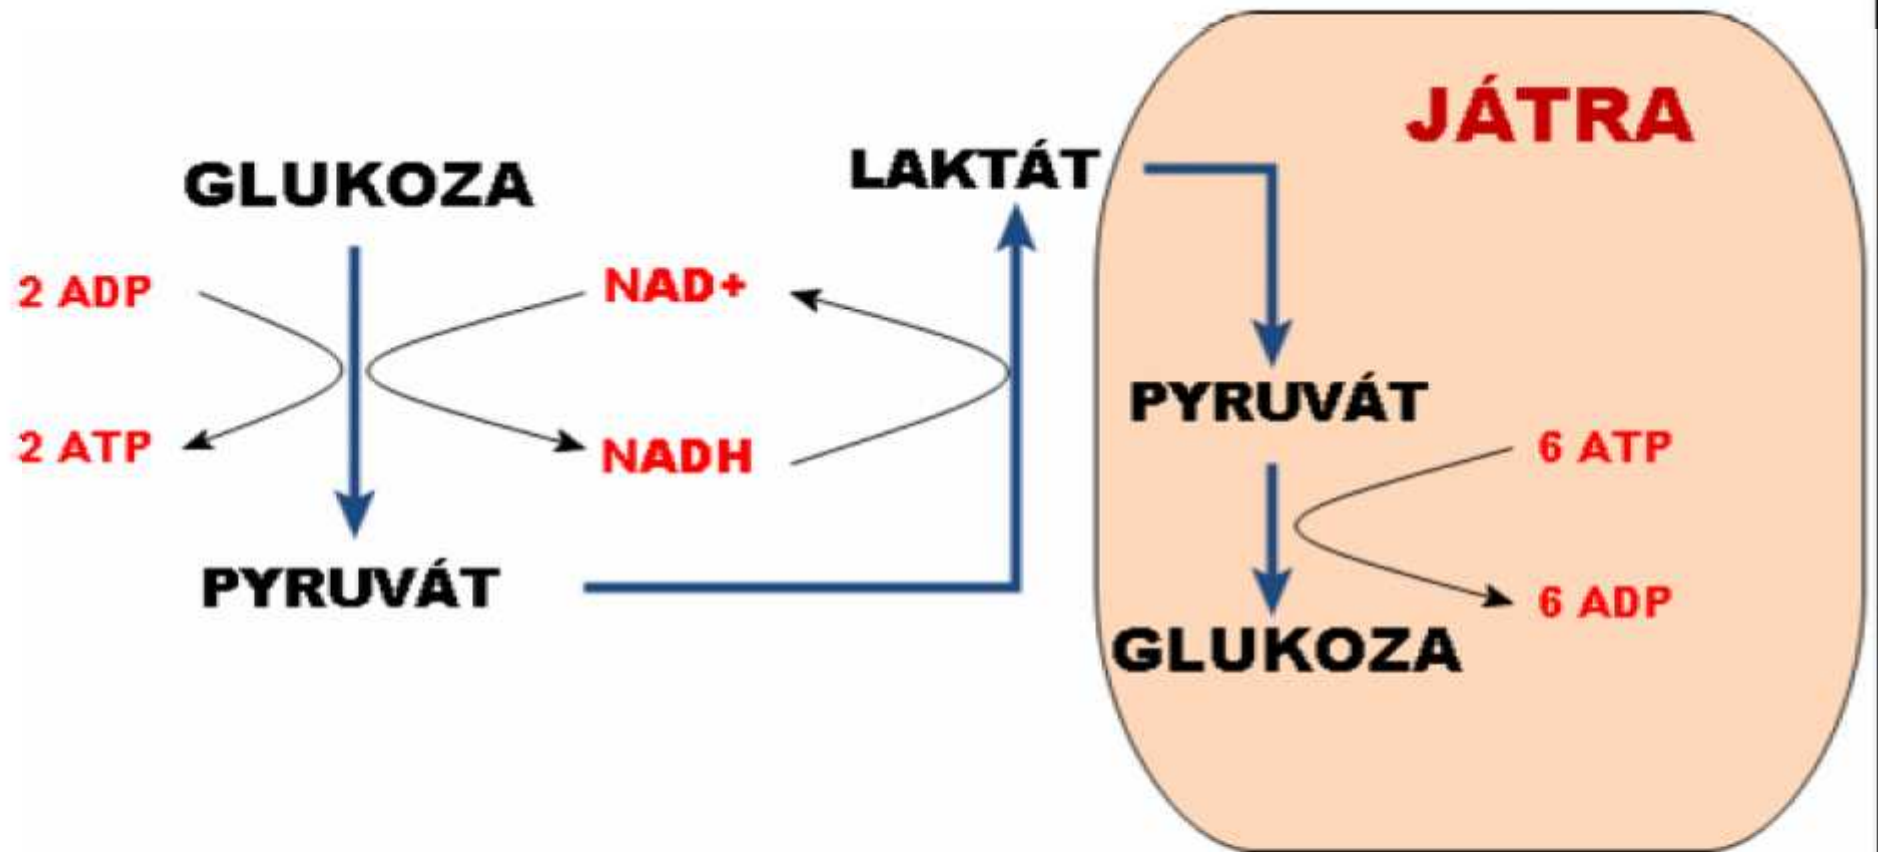 JÁTRA
GLUKOZA
LAKTÁT
2 ADP
NAD+
2 ATP
NADH
PYRUVÁT
PYRUVÁT
6 ATP
6 ADP
GLUKOZA